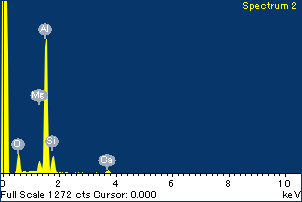 Spectrum 2
Al
Mg
O
Si
Ca
0 2 4 6 8 10
Full Scale 1272 cts Cursor: 0.000 keV